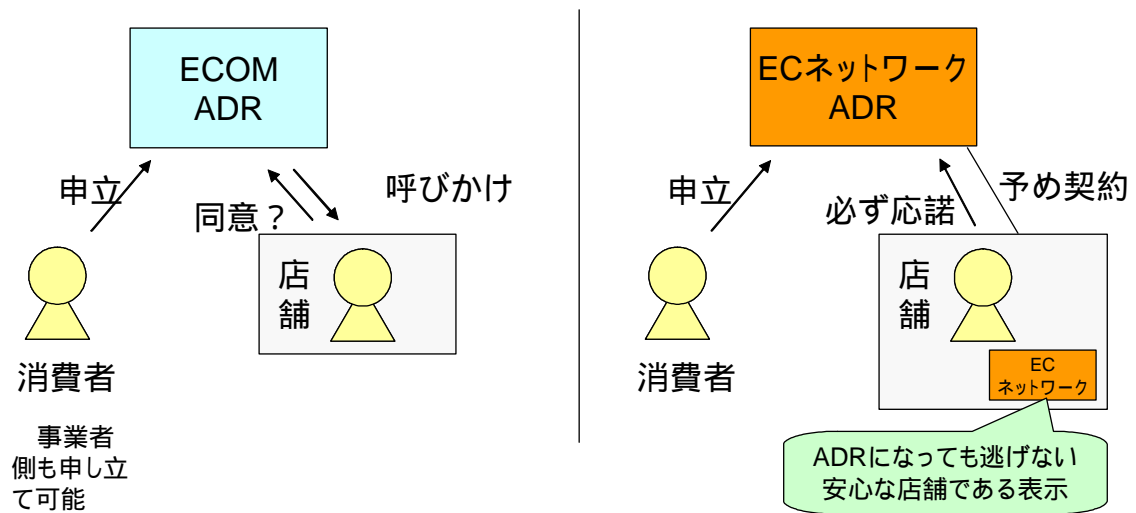 ECOM
ADR
申立
同意？
呼びかけ
店
舗
消費者
事業者
側も申し立
て可能
ECネットワーク
ADR
申立
必ず応諾
予め契約
店
舗
消費者
EC
ネットワーク
ADRになっても逃げない
安心な店舗である表示